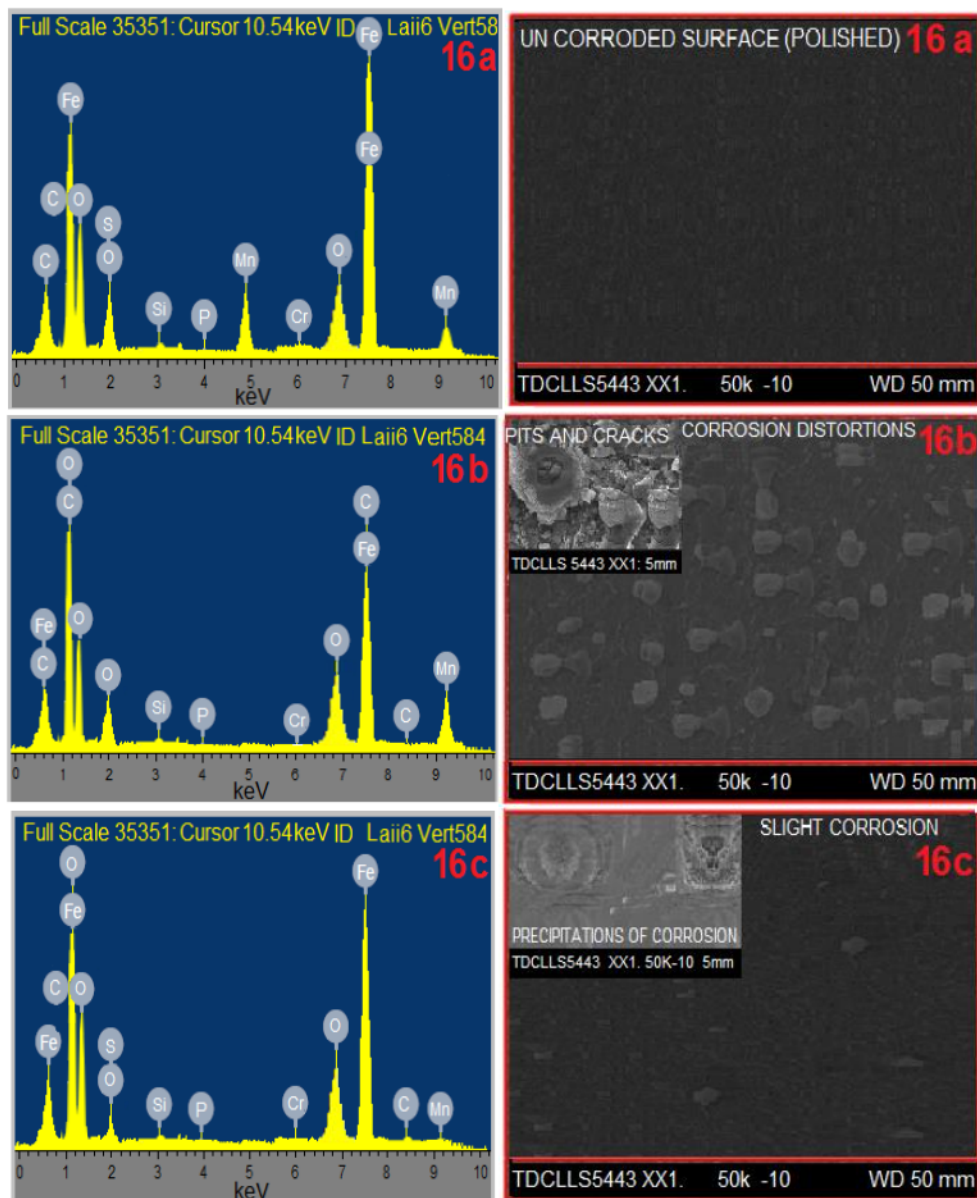 Full Scale 35351: Cursor 10.54keV ID Laii6 Vert58
16a
Fe
Fe
Fe
C
O
S
C
O
Mn
O
Si
P
Cr
Mn
0 1 2 3 4 5 6 7 8 9 10
keV
UN CORRODED SURFACE (POLISHED) 16 a
TDCLLS5443 XX1. 50k -10 WD 50 mm
Full Scale 35351: Cursor 10.54keV ID Laii6 Vert584
16b
O
C
C
Fe
Fe
O
C
O
O
Mn
Si
P
Cr
C
0 1 2 3 4 5 6 7 8 9 10
keV
PITS AND CRACKS
CORROSION DISTORTIONS
16b
TDCLLS 5443 XX1: 5mm
TDCLLS5443 XX1. 50k -10 WD 50 mm
Full Scale 35351: Cursor 10.54keV ID Laii6 Vert584
16c
O
Fe
Fe
C
O
Fe
S
O
O
Si
P
Cr
C
Mn
0 1 2 3 4 5 6 7 8 9 10
keV
SLIGHT CORROSION
16c
PRECIPITATIONS OF CORROSION
TDCLLS5443 XX1. 50K-10 5mm
TDCLLS5443 XX1. 50k -10 WD 50 mm